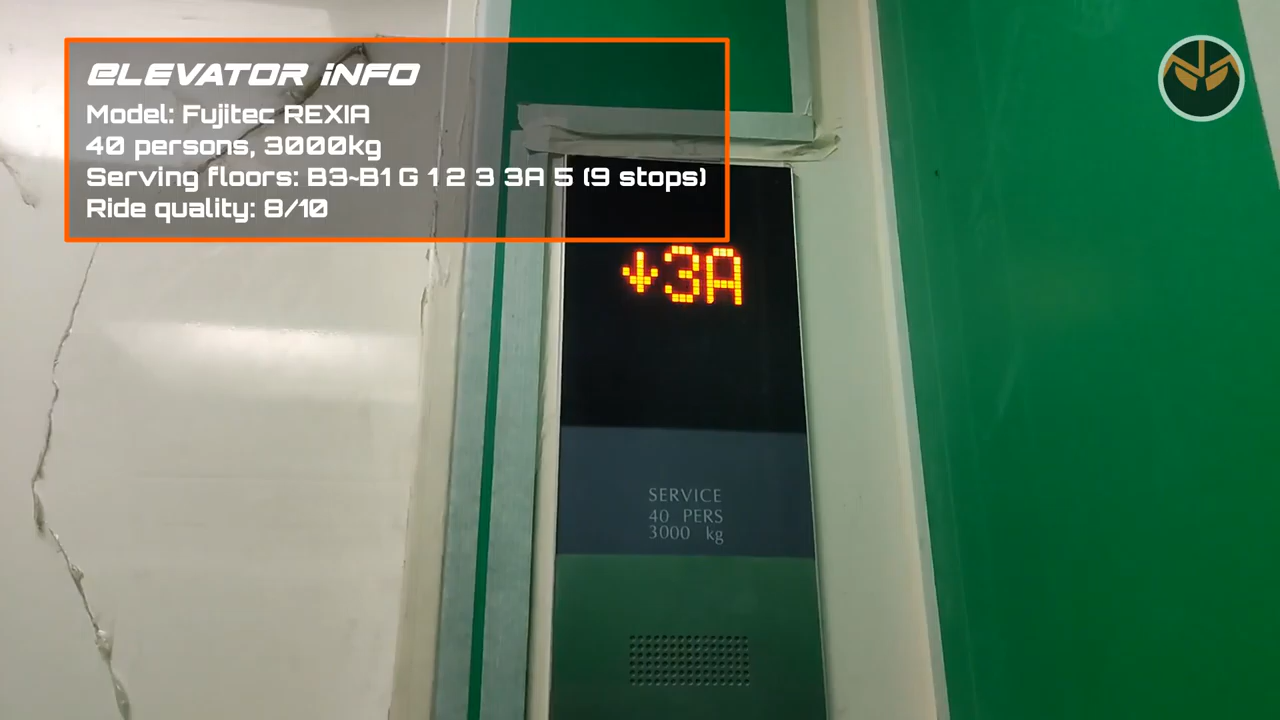 ELEVATOR iNFO
Model: Fujitec REXIA
40 persons, 3000kg
Serving floors: B3~B1 G 1 2 3 3A 5 (9 stops)
Ride quality: 8/10
↓3A
SERVICE
40 PERS
3000 kg